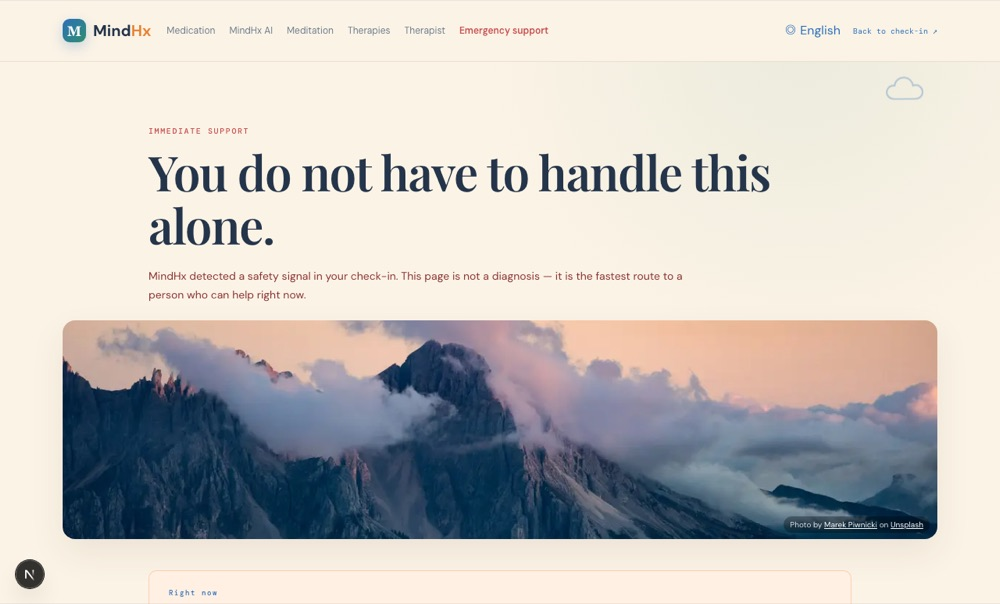 M MindHx Medication MindHx AI Meditation Therapies Therapist Emergency support English Back to check-in ↗
IMMEDIATE SUPPORT
You do not have to handle this
alone.
MindHx detected a safety signal in your check-in. This page is not a diagnosis — it is the fastest route to a
person who can help right now.
Photo by Marek Piwnicki on Unsplash
N
Right now